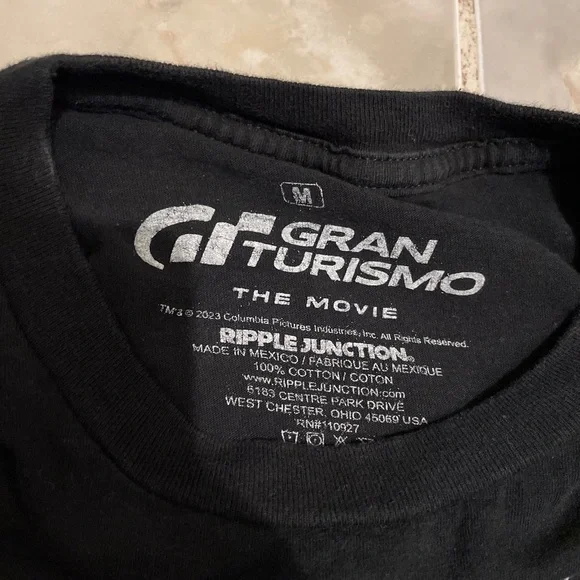 M
GT GRAN
TURISMO
THE MOVIE
TM & © 2023 Columbia Pictures Industries, Inc. All Rights Reserved.
RIPPLE JUNCTION®
MADE IN MEXICO / FABRIQUE AU MEXIQUE
100% COTTON / COTON
www.RIPPLEJUNCTION.com
6183 CENTRE PARK DRIVE
WEST CHESTER, OHIO 45069 USA
RN#110927